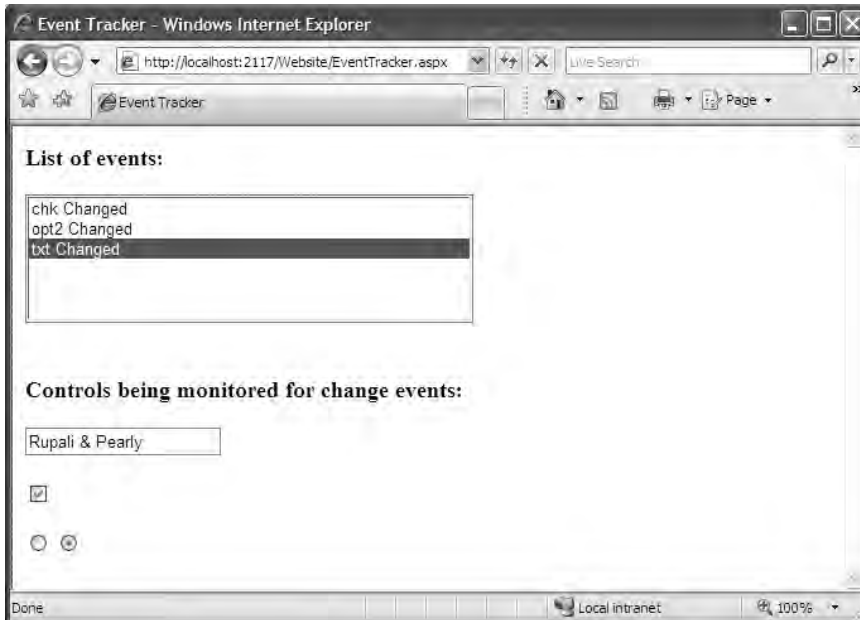 Event Tracker - Windows Internet Explorer
http://localhost:2117/Website/EventTracker.aspx
Live Search
Event Tracker
Page
List of events:
chk Changed
opt2 Changed
txt Changed
Controls being monitored for change events:
Rupali & Pearly
Done
Local intranet
100%